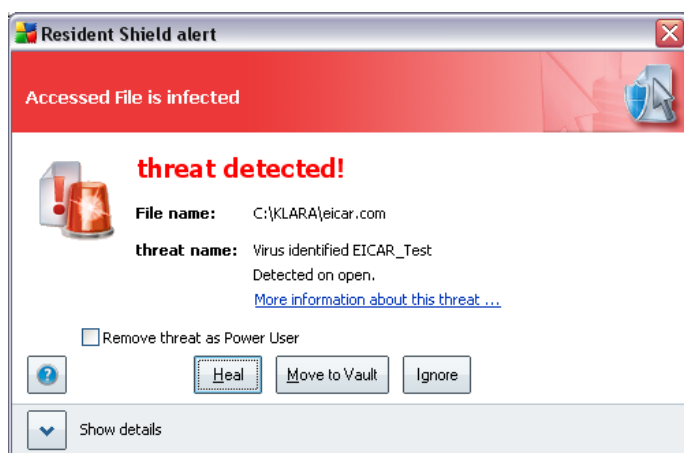 Resident Shield alert
Accessed File is infected
threat detected!
File name: C:\KLARA\eicar.com
threat name: Virus identified EICAR_Test
Detected on open.
More information about this threat ...
Remove threat as Power User
? Heal Move to Vault Ignore
Show details